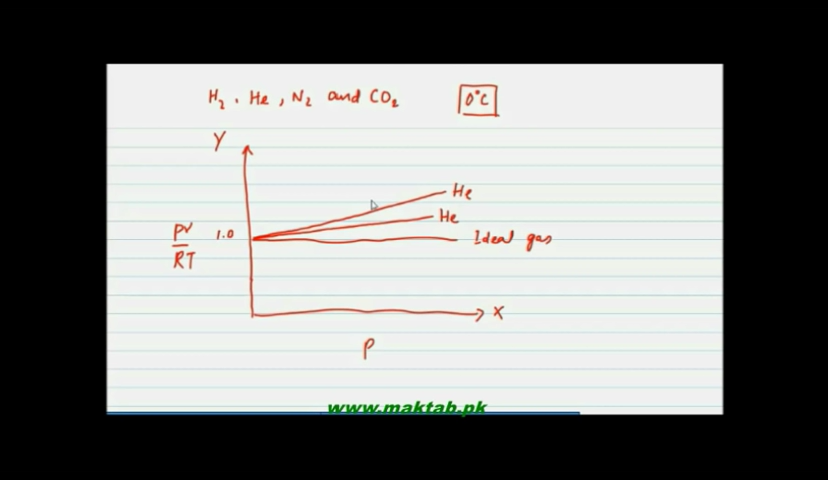 H₂, He, N₂ and CO₂ 0°C
Y
He
He
PV/RT 1.0 Ideal gas
X
P
www.maktab.pk